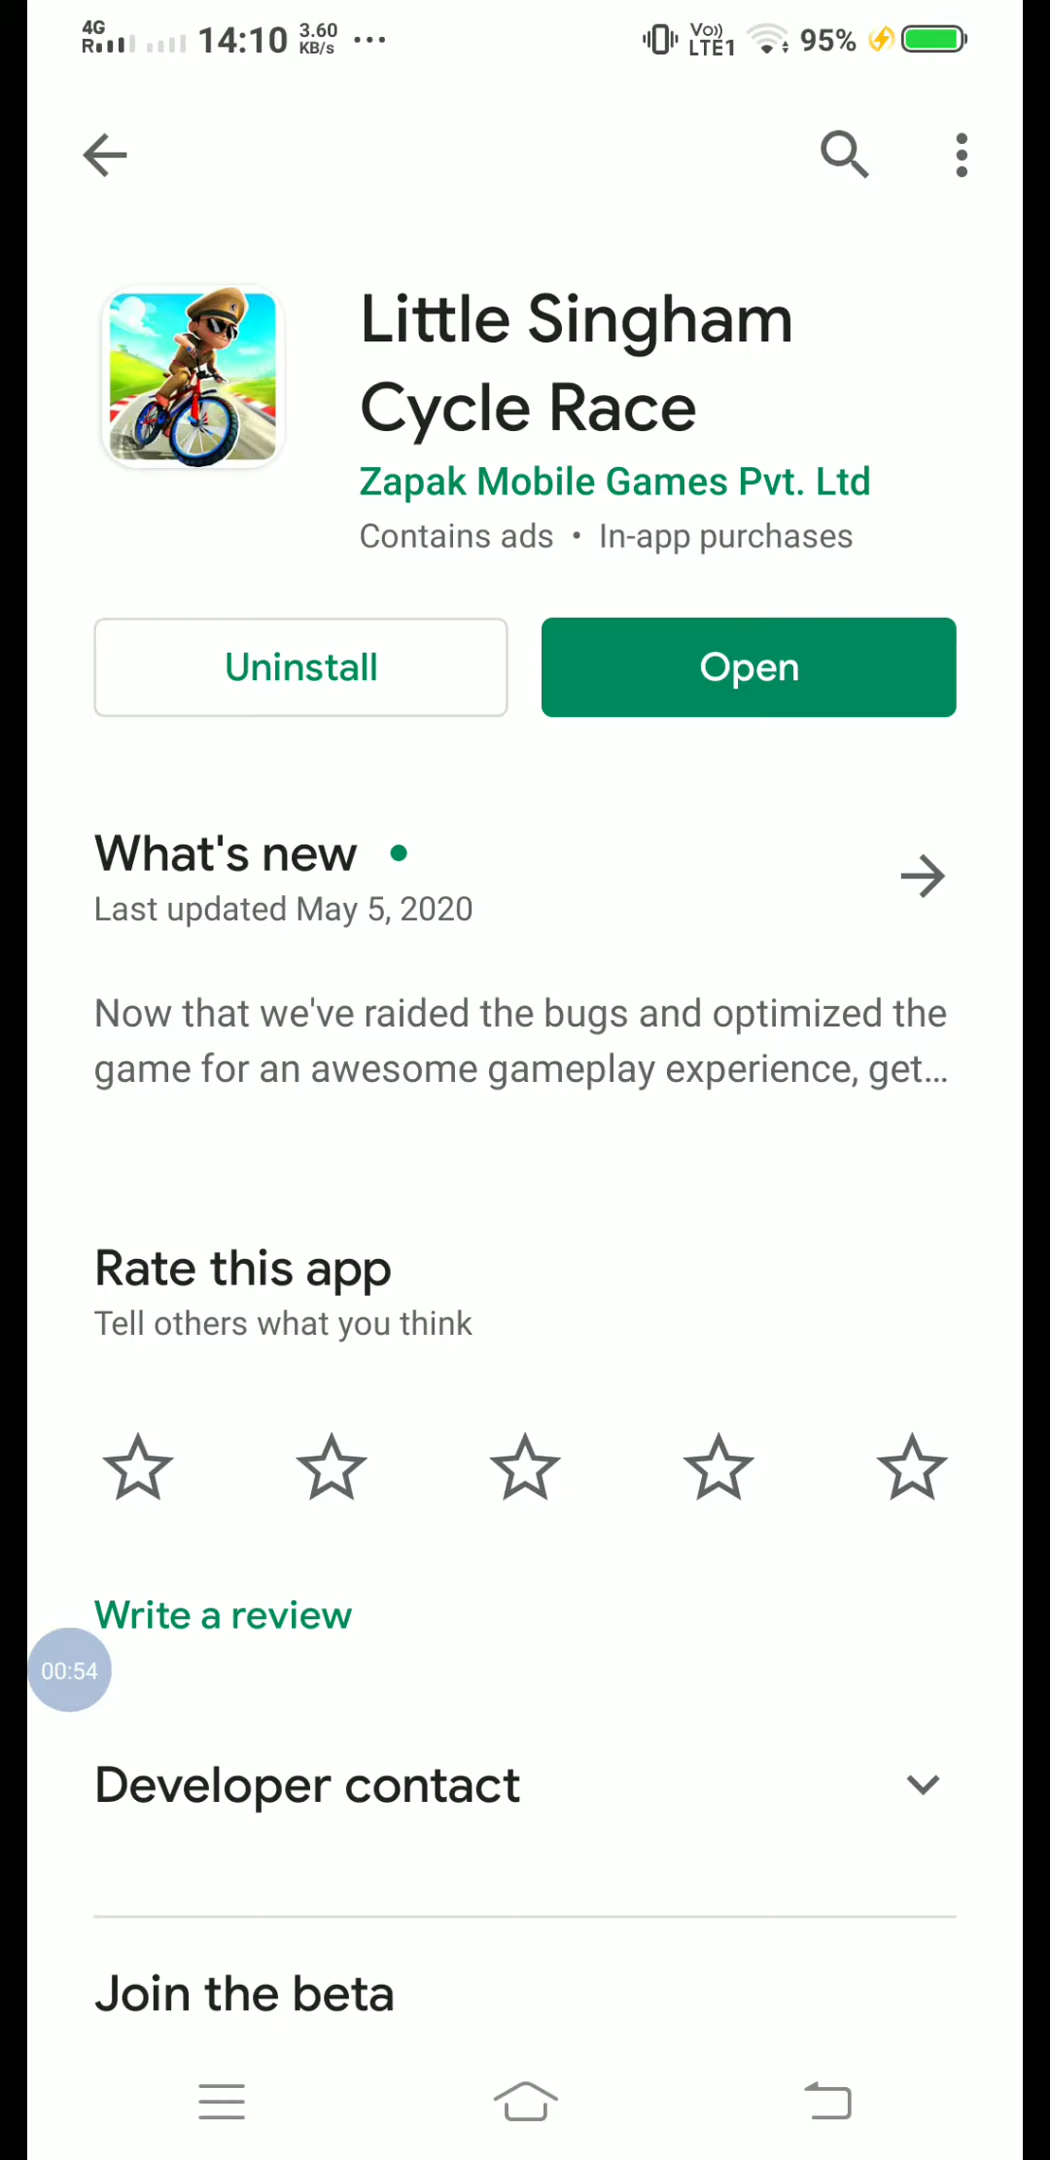 4G
R
14:10
3.60
KB/s
...
Vo))
LTE1
95%
Little Singham
Cycle Race
Zapak Mobile Games Pvt. Ltd
Contains ads • In-app purchases
Uninstall
Open
What's new •
Last updated May 5, 2020
Now that we've raided the bugs and optimized the
game for an awesome gameplay experience, get...
Rate this app
Tell others what you think
Write a review
00:54
Developer contact
Join the beta